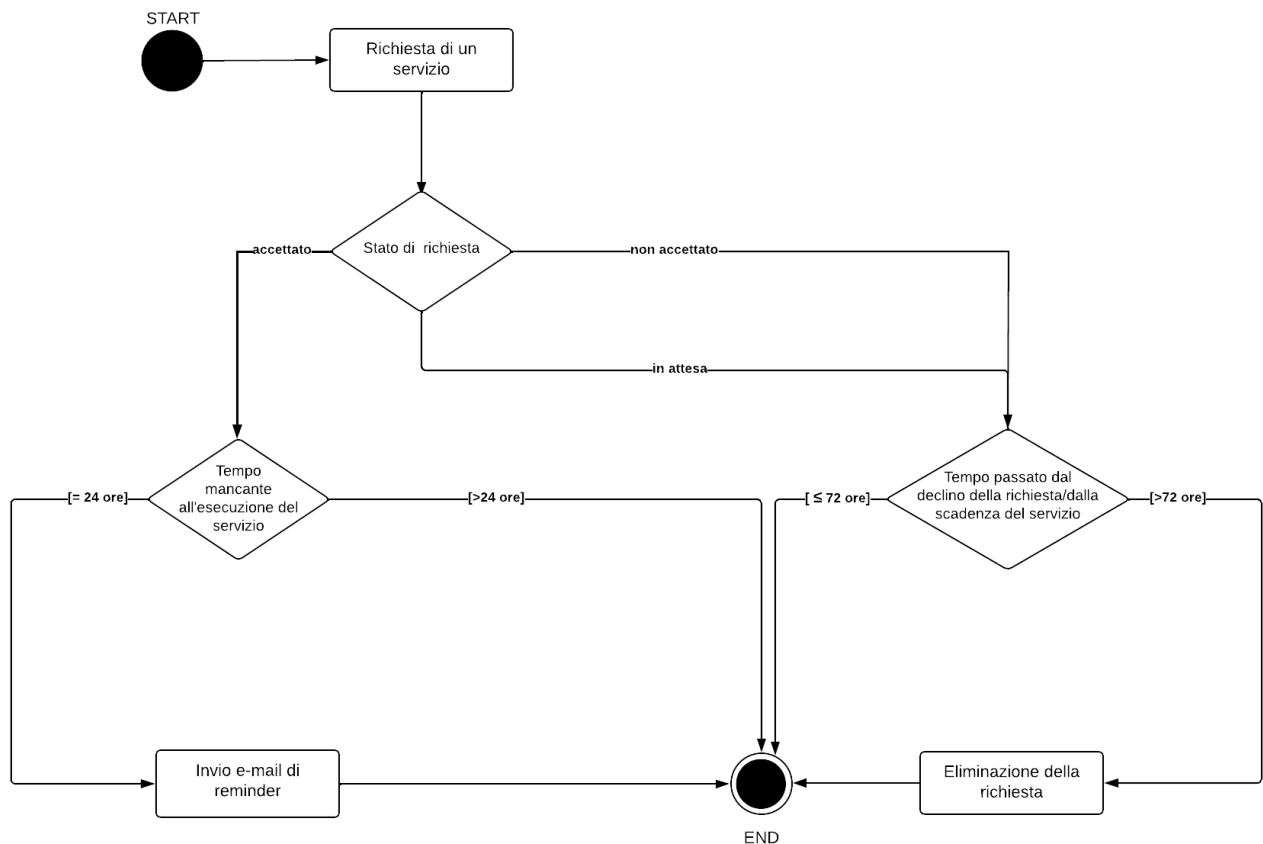 START
Richiesta di un
servizio
accettato
Stato di richiesta
non accettato
in attesa
[= 24 ore]
Tempo
mancante
all'esecuzione del
servizio
[>24 ore]
[ ≤ 72 ore]
Tempo passato dal
declino della richiesta/dalla
scadenza del servizio
[>72 ore]
Invio e-mail di
reminder
Eliminazione della
richiesta
END